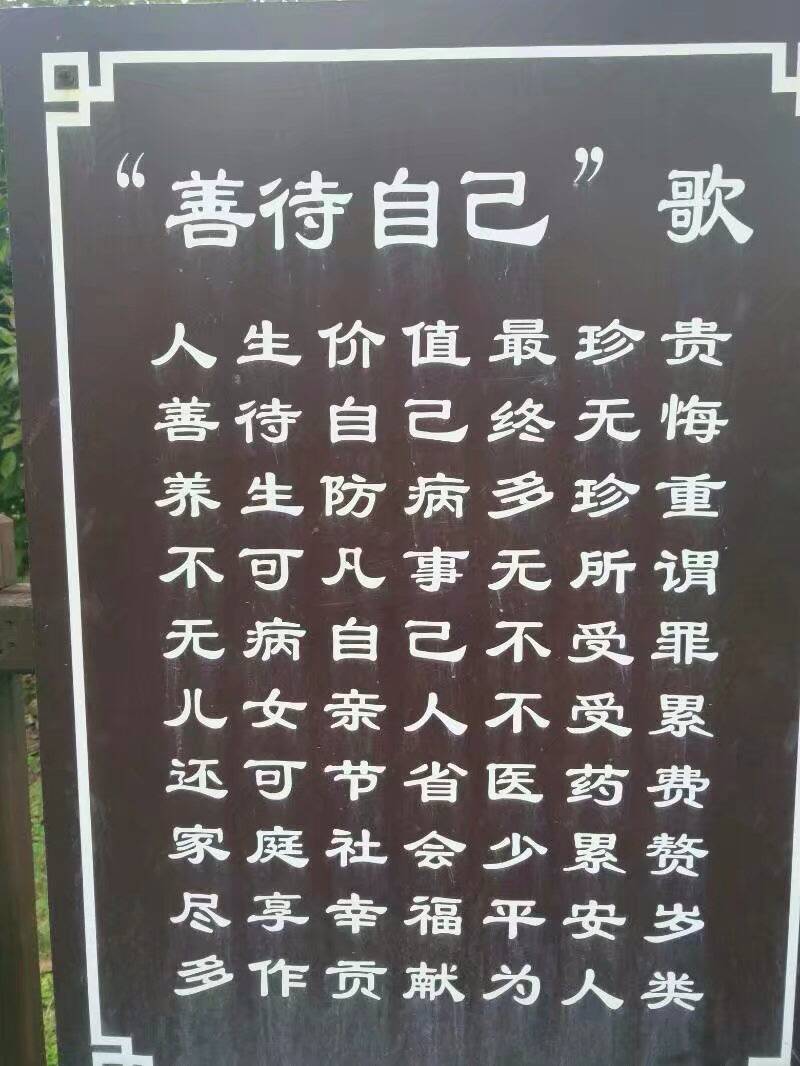 “善待自己”歌
人生价值最珍贵
善待自己终无悔
养生防病多珍重
不可凡事无所谓
无病自己不受罪
儿女亲人不受累
还可节省医药费
家庭社会少累赘
尽享幸福平安岁
多作贡献为人类